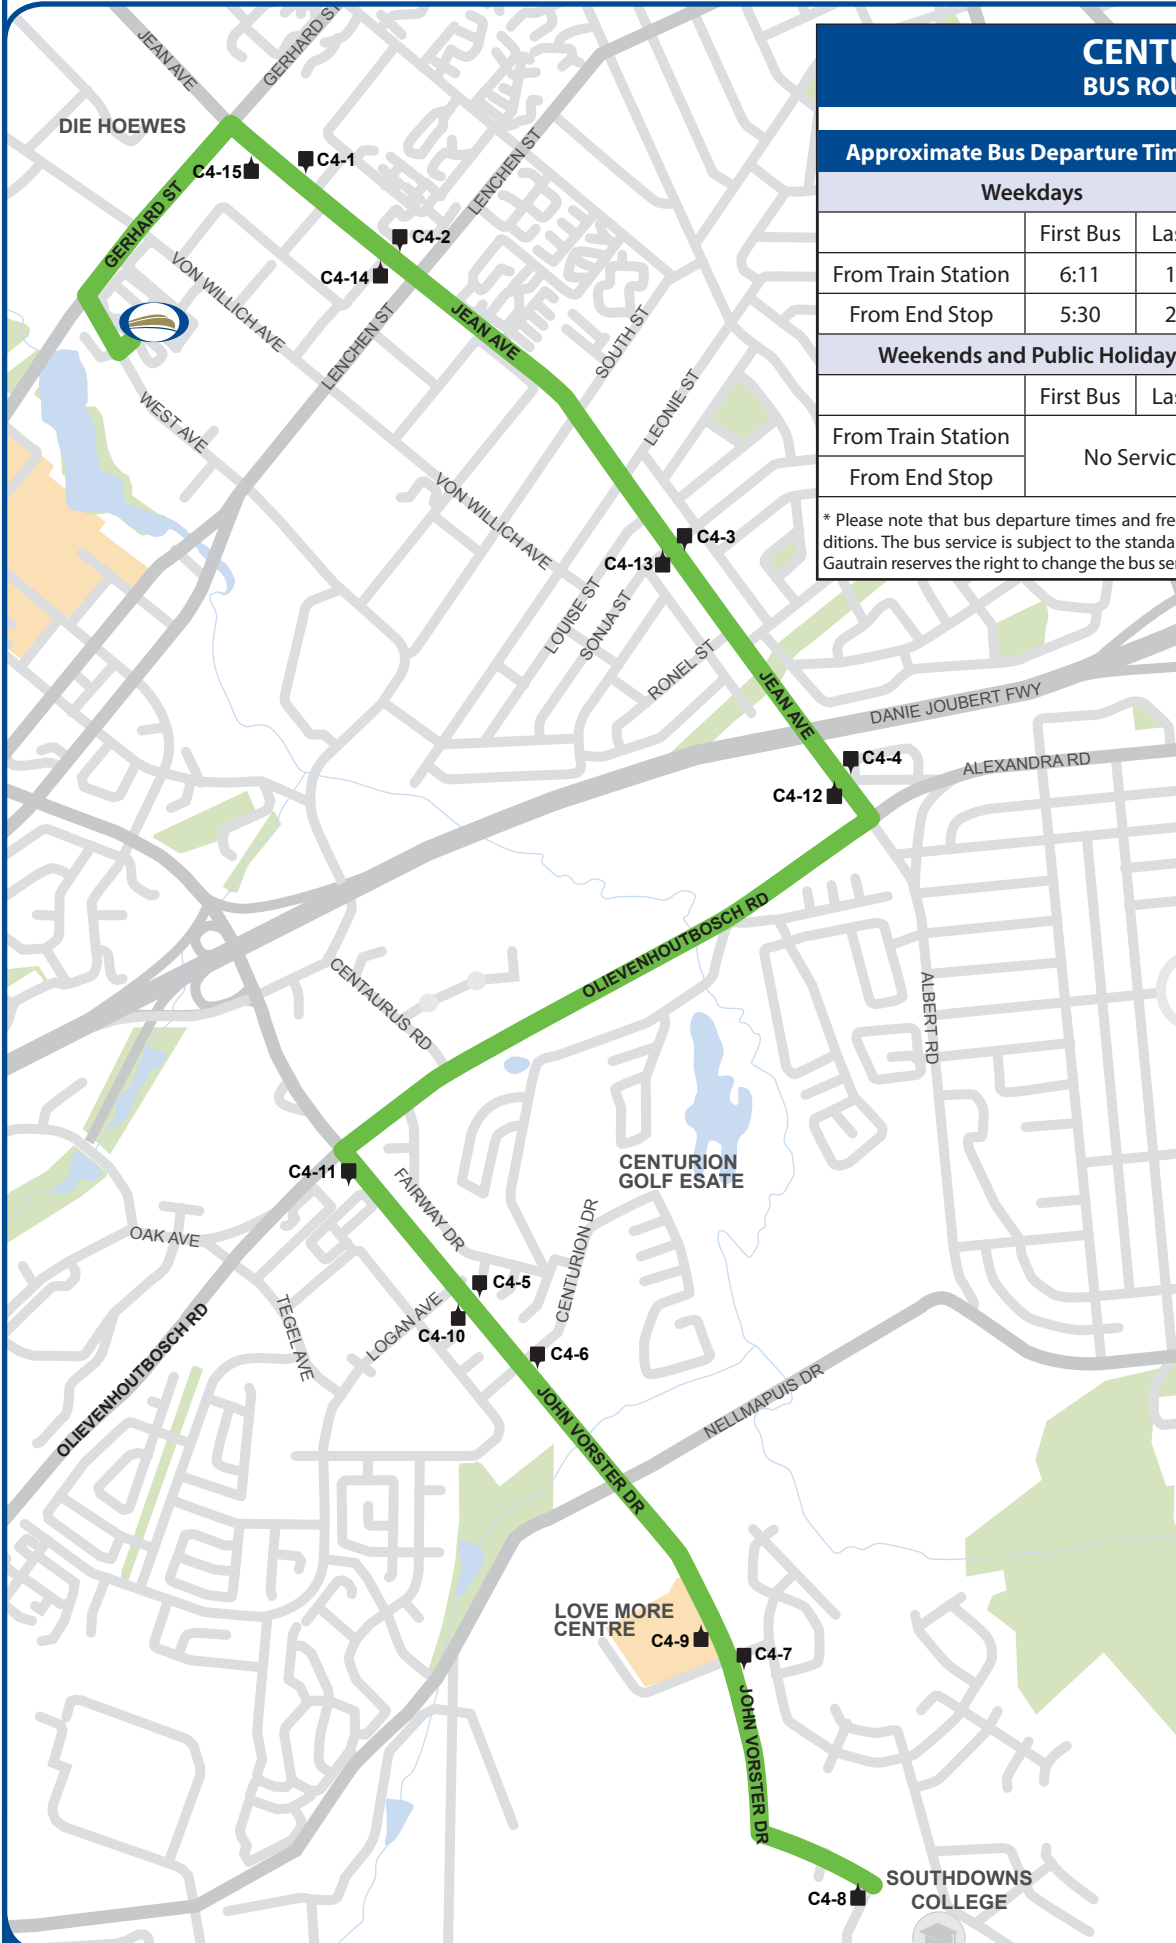 CENTU
BUS ROU
Approximate Bus Departure Tim
Weekdays
First Bus
Las
From Train Station
6:11
1
From End Stop
5:30
2
Weekends and Public Holiday
First Bus
Las
From Train Station
From End Stop
No Servic
* Please note that bus departure times and fre
ditions. The bus service is subject to the standa
Gautrain reserves the right to change the bus ser
JEAN AVE
GERHARD ST
DIE HOEWES
C4-15
C4-1
LENCHEN ST
GERHARD ST
C4-2
C4-14
VON WILLICH AVE
LENCHEN ST
JEAN AVE
SOUTH ST
WEST AVE
LEONIE ST
VON WILLICH AVE
C4-3
C4-13
LOUISE ST
SONJA ST
RONEL ST
JEAN AVE
DANIE JOUBERT FWY
C4-4
ALEXANDRA RD
C4-12
OLIEVENHOUTBOSCH RD
CENTAURUS RD
ALBERT RD
CENTURION
GOLF ESATE
C4-11
FAIRWAY DR
OAK AVE
CENTURION DR
C4-5
TEGEL AVE
LOGAN AVE
C4-10
C4-6
OLIEVENHOUTBOSCH RD
JOHN VORSTER DR
NELLMAPUIS DR
LOVE MORE
CENTRE
C4-9
C4-7
JOHN VORSTER DR
SOUTHDOWNS
COLLEGE
C4-8